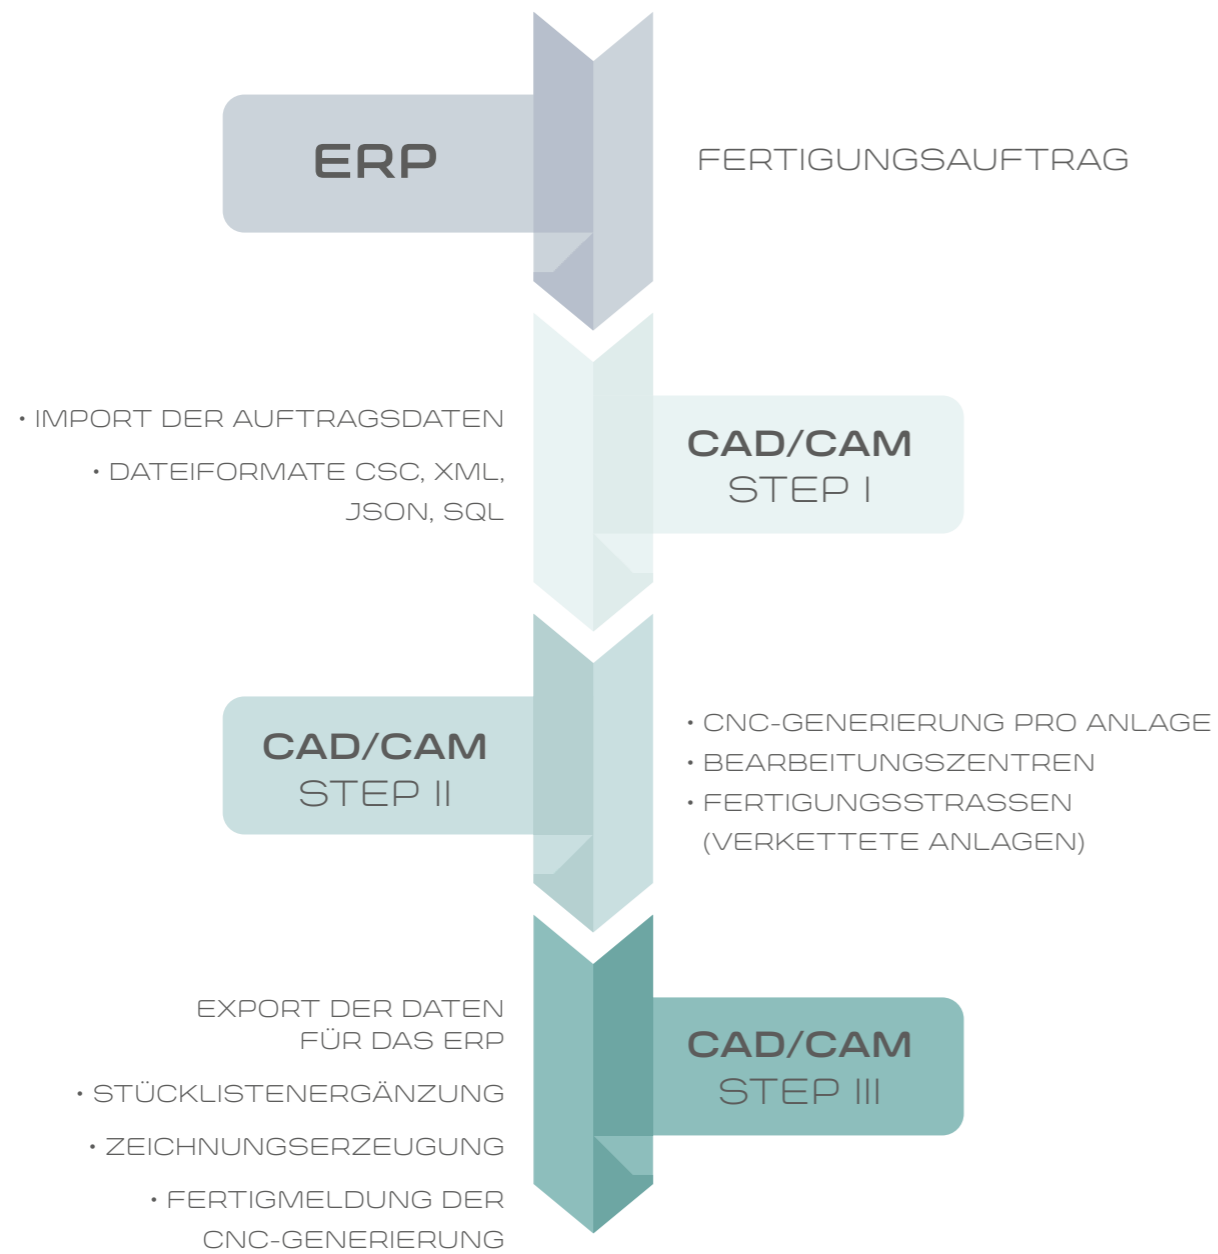 ERP
FERTIGUNGSAUFTRAG
• IMPORT DER AUFTRAGSDATEN
• DATEIFORMATE CSC, XML,
JSON, SQL
CAD/CAM
STEP I
CAD/CAM
STEP II
• CNC-GENERIERUNG PRO ANLAGE
• BEARBEITUNGSZENTREN
• FERTIGUNGSSTRASSEN
(VERKETTETE ANLAGEN)
EXPORT DER DATEN
FÜR DAS ERP
• STÜCKLISTENERGÄNZUNG
• ZEICHNUNGSERZEUGUNG
• FERTIGMELDUNG DER
CNC-GENERIERUNG
CAD/CAM
STEP III